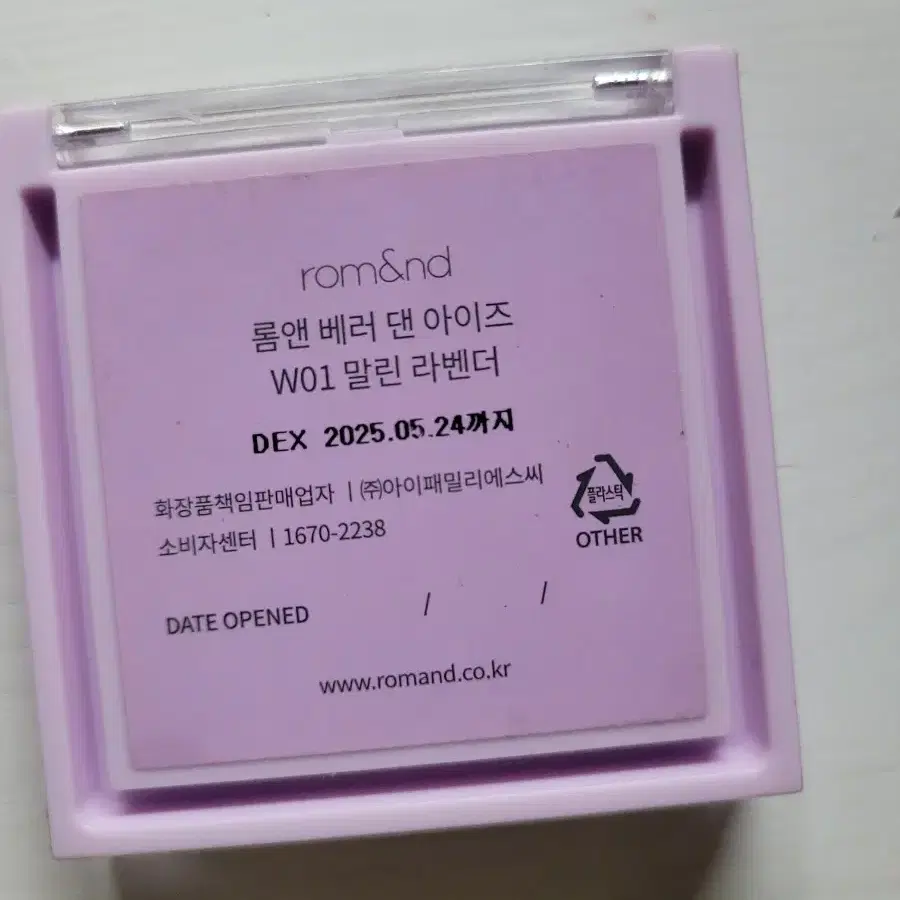 rom&nd
롬앤 베러 댄 아이즈
W01 말린 라벤더
DEX 2025.05.24까지
화장품책임판매업자 ㅣ㈜아이패밀리에스씨
소비자센터 ㅣ1670-2238
플라스틱
OTHER
DATE OPENED / /
www.romand.co.kr